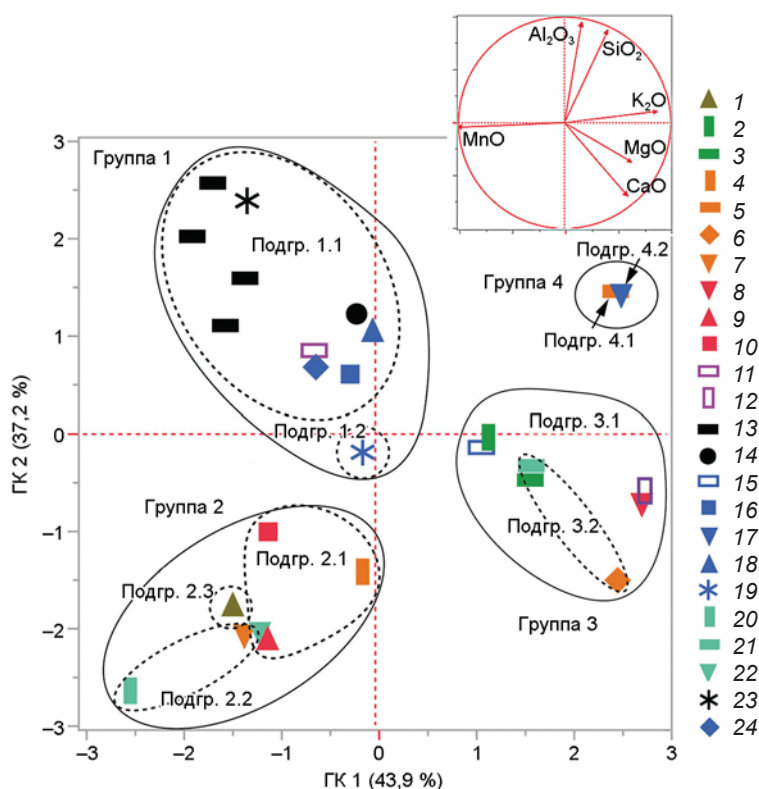 Al₂O₃
SiO₂
K₂O
MnO
MgO
CaO
1
2
3
4
5
6
7
8
9
10
11
12
13
14
15
16
17
18
19
20
21
22
23
24
3
2
1
0
–1
–2
–3
ГК 2 (37,2 %)
Группа 1
Подгр. 1.1
Подгр. 1.2
Подгр. 4.2
Группа 4
Подгр. 4.1
Подгр. 3.1
Подгр. 3.2
Группа 3
Группа 2
Подгр. 2.1
Подгр. 2.3
Подгр. 2.2
–3
–2
–1
0
1
2
3
ГК 1 (43,9 %)